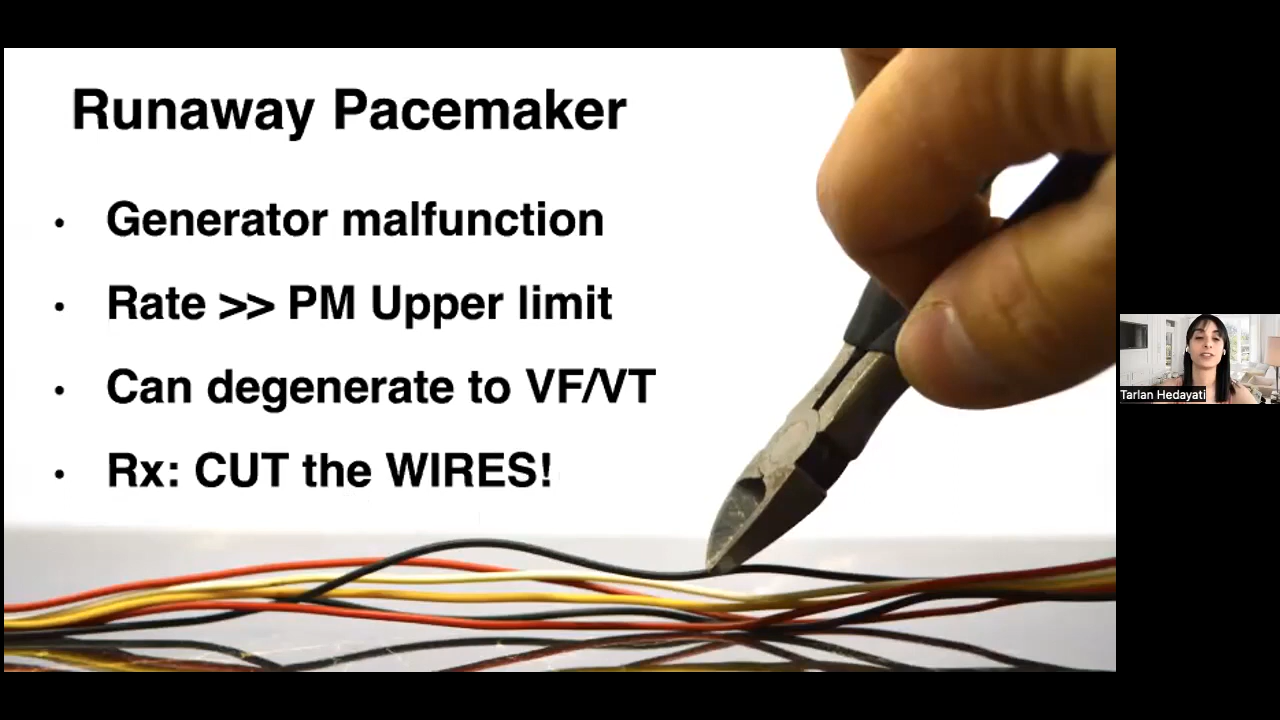 Runaway Pacemaker
• Generator malfunction
• Rate >> PM Upper limit
• Can degenerate to VF/VT
• Rx: CUT the WIRES!
Tarlan Hedayati